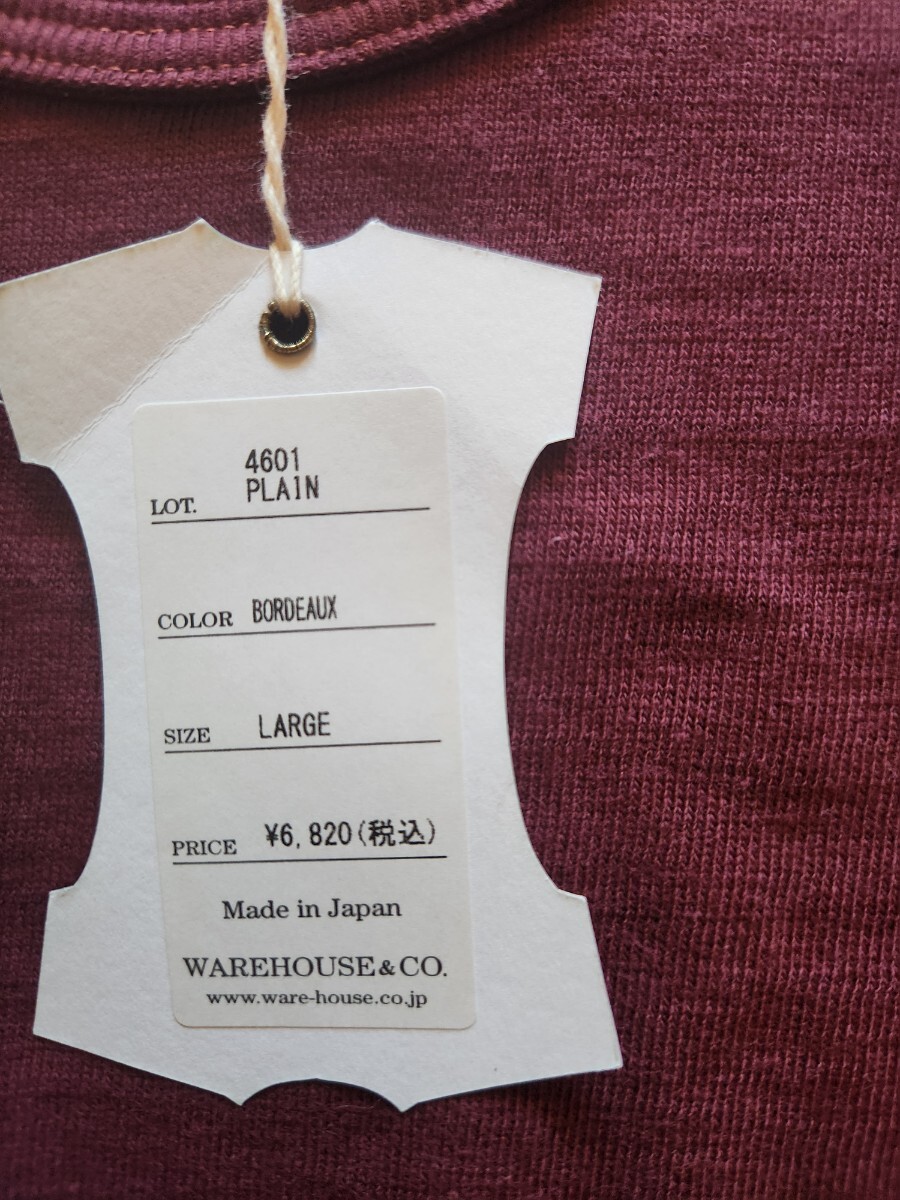 4601
LOT. PLAIN
COLOR BORDEAUX
SIZE LARGE
PRICE ¥6,820(税込)
Made in Japan
WAREHOUSE&CO.
www.ware-house.co.jp